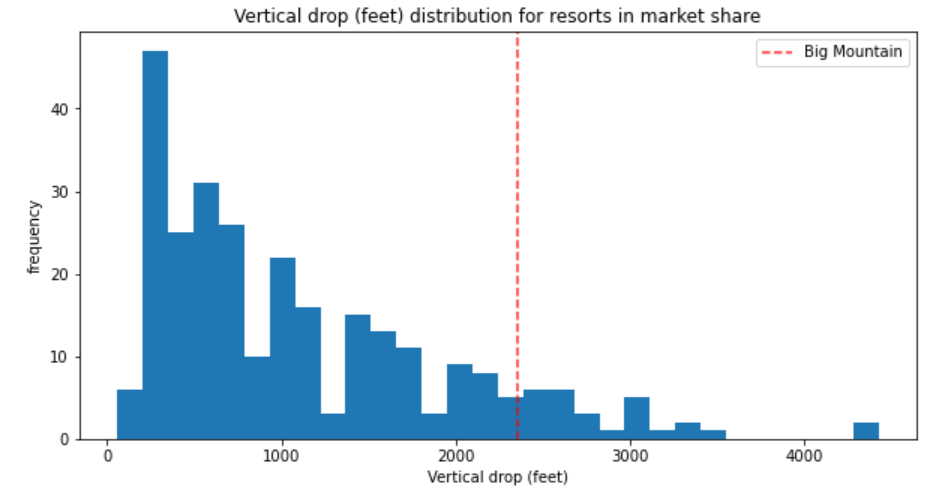 Vertical drop (feet) distribution for resorts in market share
Big Mountain
frequency
40
30
20
10
0
0 1000 2000 3000 4000
Vertical drop (feet)